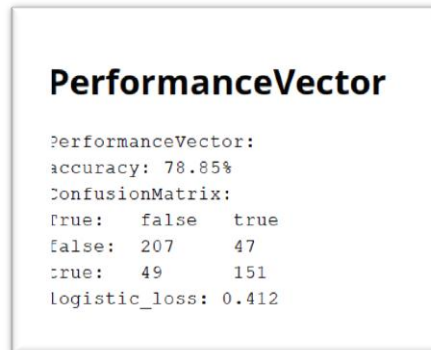 PerformanceVector
PerformanceVector:
accuracy: 78.85%
ConfusionMatrix:
True: false true
false: 207 47
true: 49 151
logistic_loss: 0.412